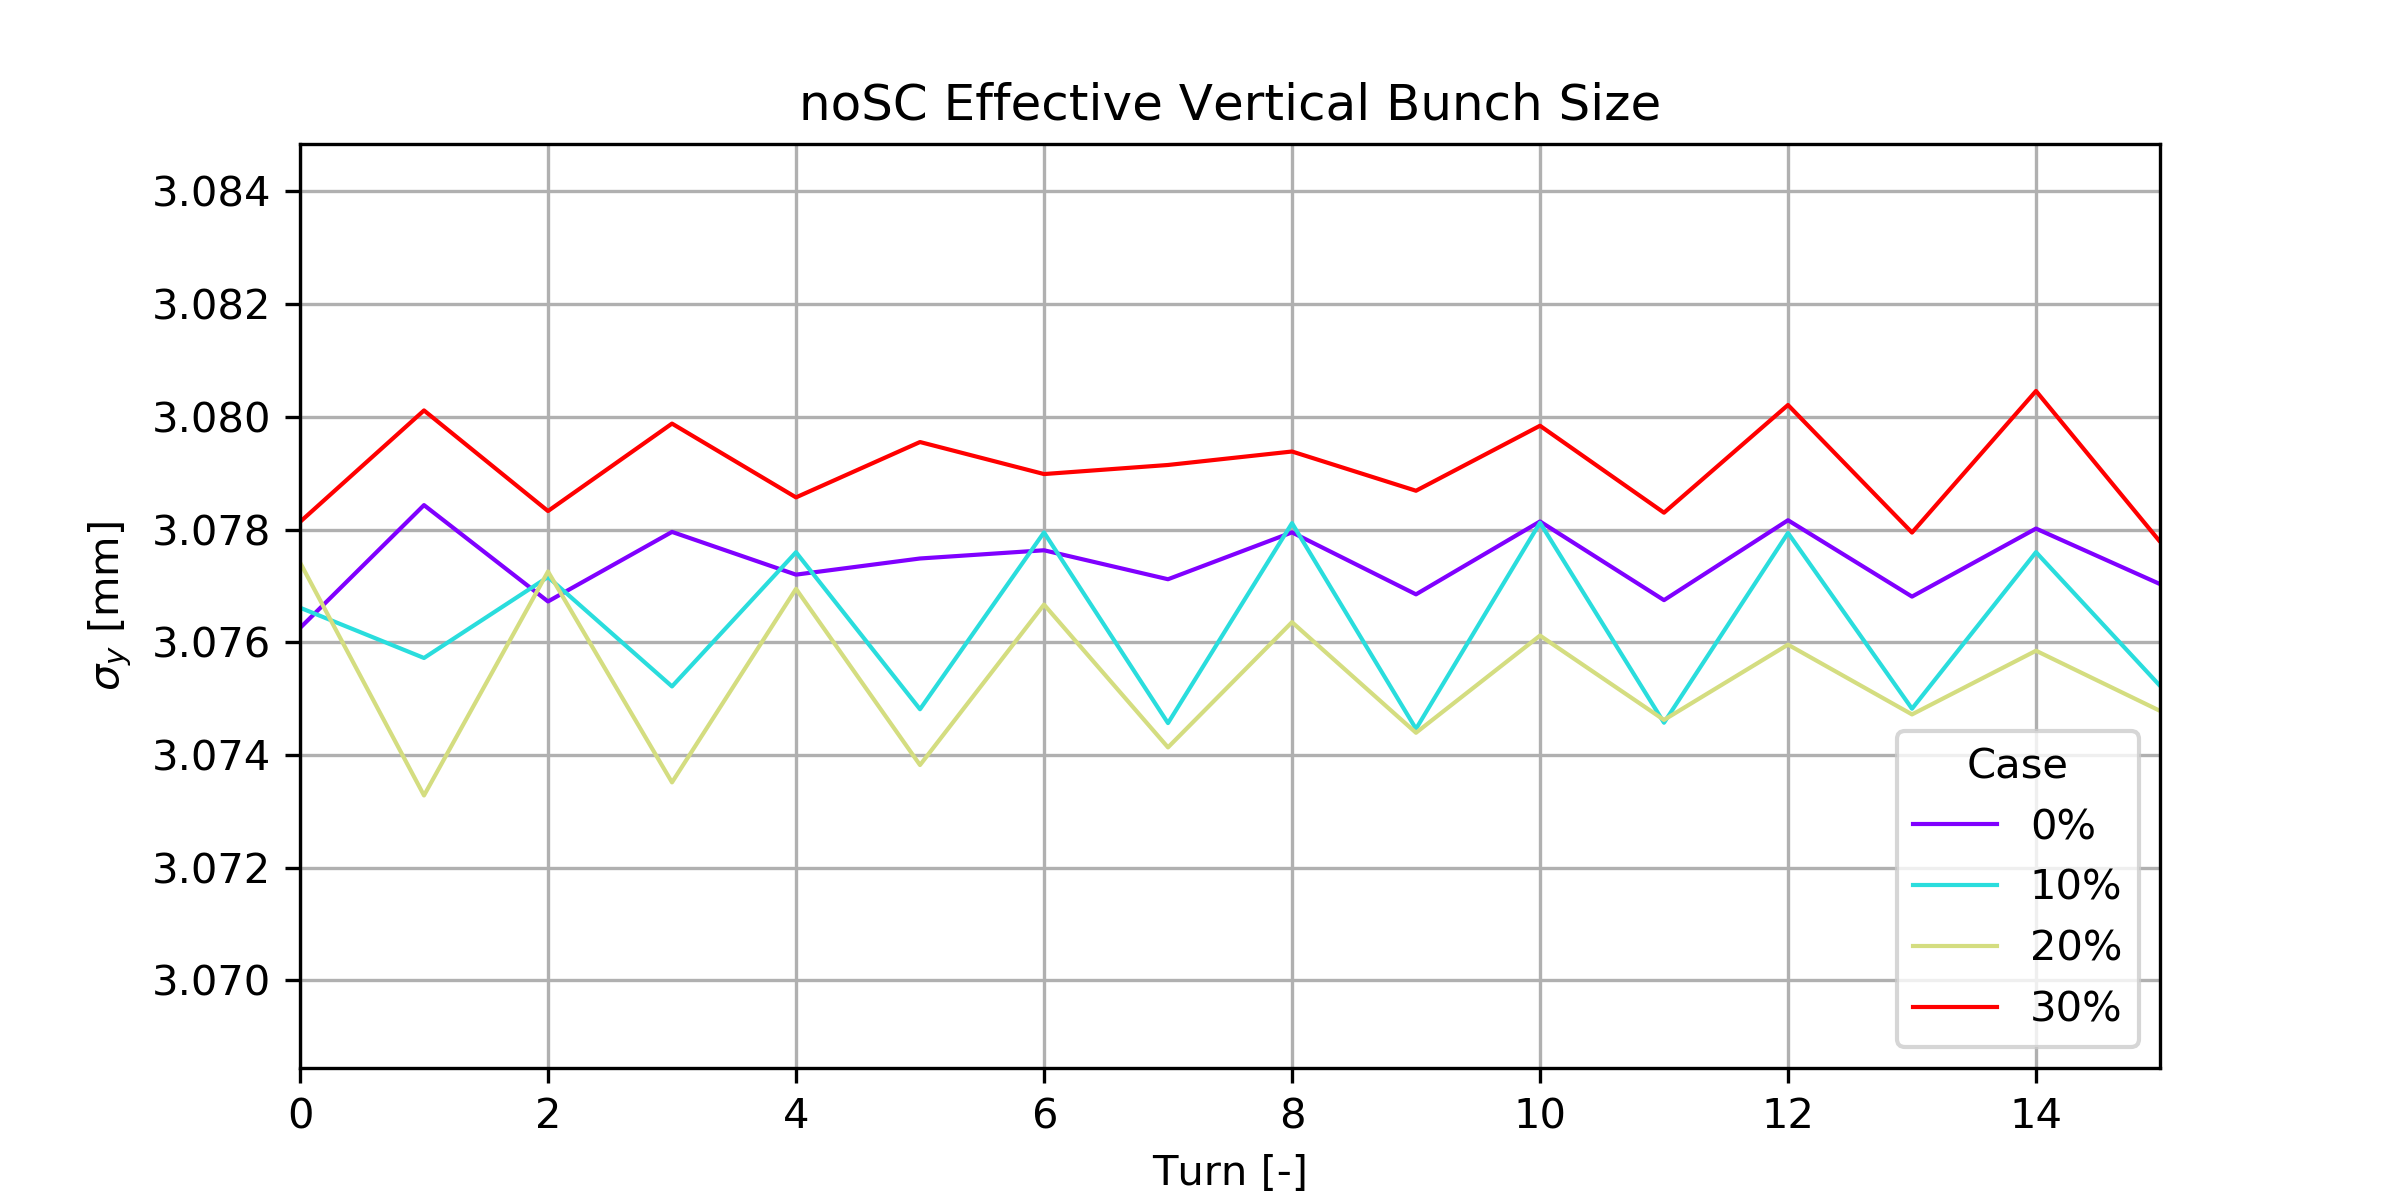 noSC Effective Vertical Bunch Size
σy [mm]
3.084
3.082
3.080
3.078
3.076
3.074
3.072
3.070
0 2 4 6 8 10 12 14
Turn [-]
Case
0%
10%
20%
30%